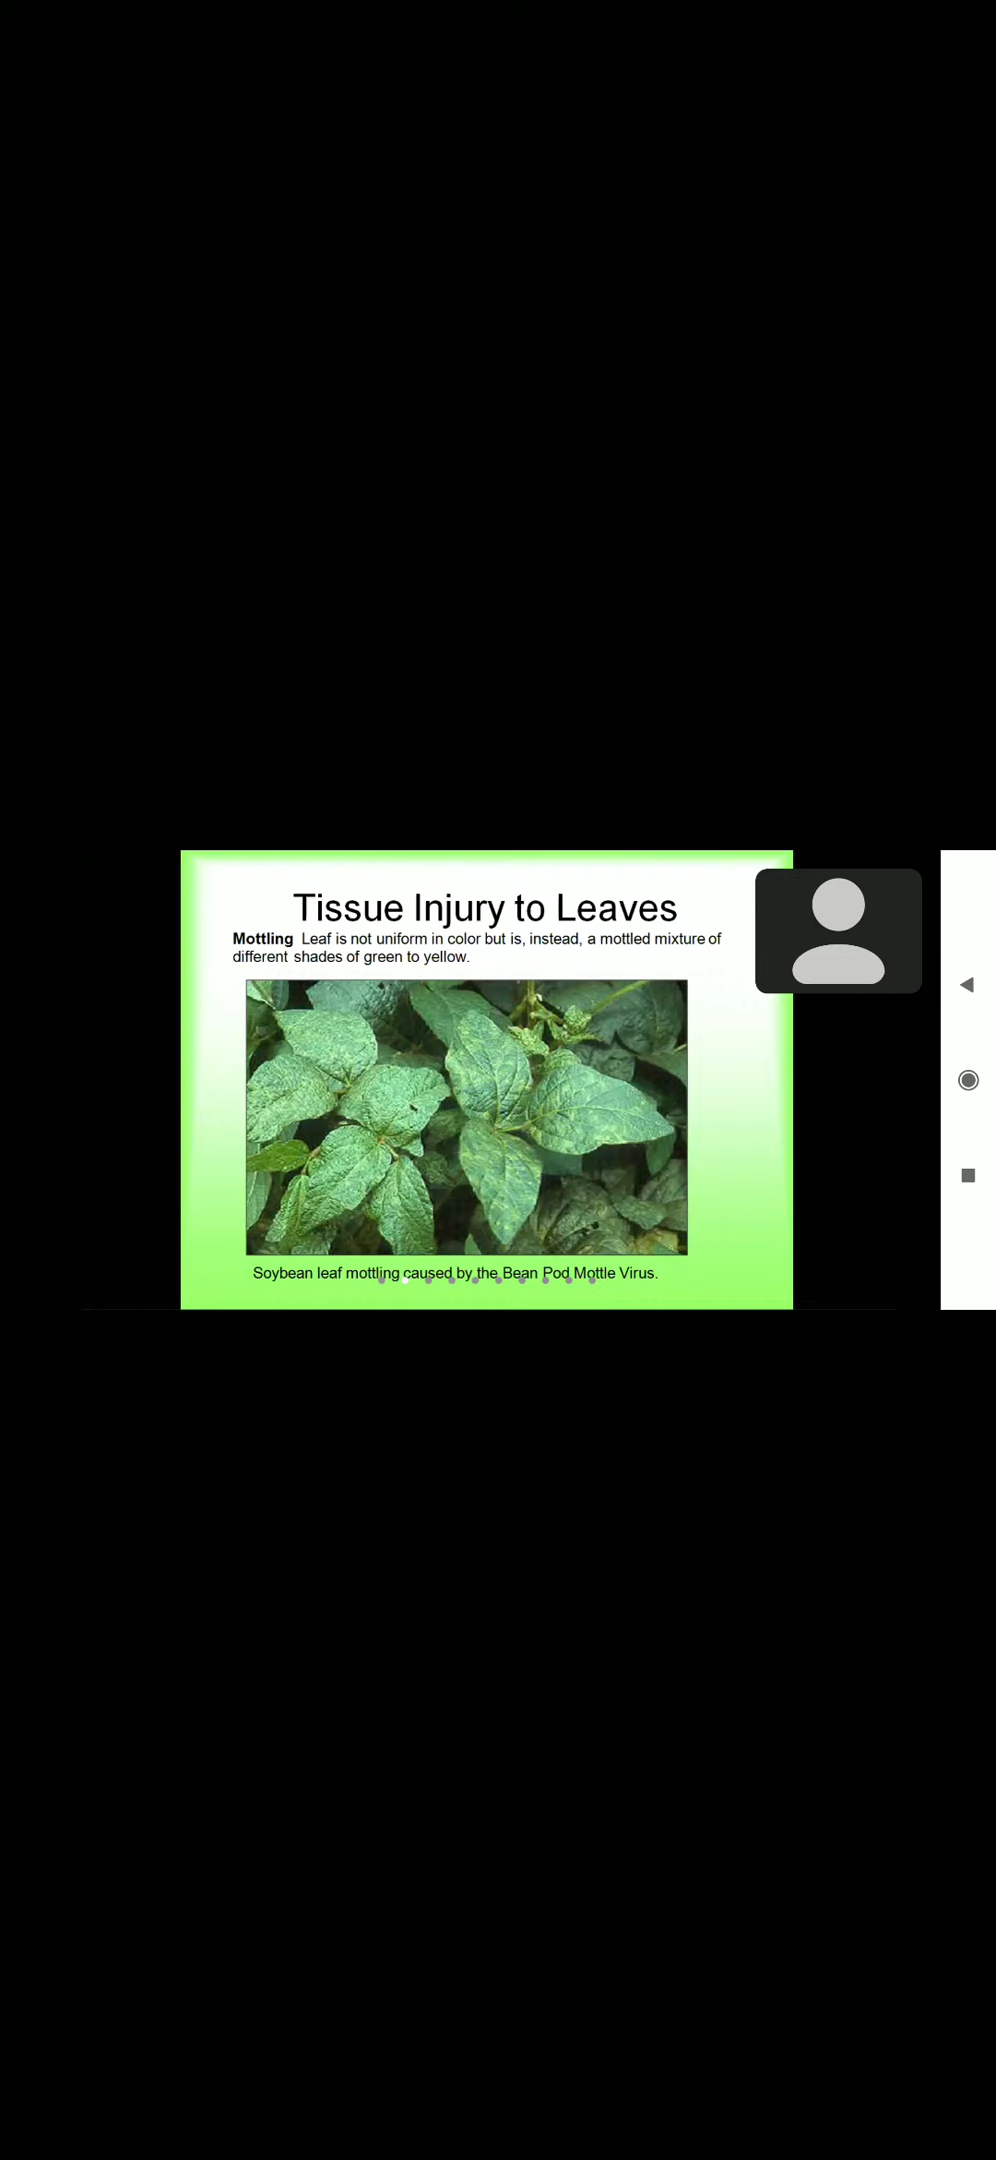 Tissue Injury to Leaves
Mottling Leaf is not uniform in color but is, instead, a mottled mixture of
different shades of green to yellow.
Soybean leaf mottling caused by the Bean Pod Mottle Virus.